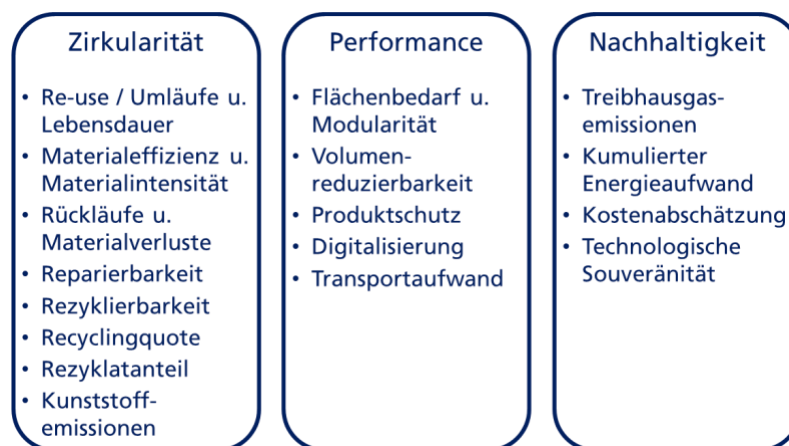 Zirkularität
• Re-use / Umläufe u.
Lebensdauer
• Materialeffizienz u.
Materialintensität
• Rückläufe u.
Materialverluste
• Reparierbarkeit
• Rezyklierbarkeit
• Recyclingquote
• Rezyklatanteil
• Kunststoff-
emissionen
Performance
• Flächenbedarf u.
Modularität
• Volumen-
reduzierbarkeit
• Produktschutz
• Digitalisierung
• Transportaufwand
Nachhaltigkeit
• Treibhausgas-
emissionen
• Kumulierter
Energieaufwand
• Kostenabschätzung
• Technologische
Souveränität